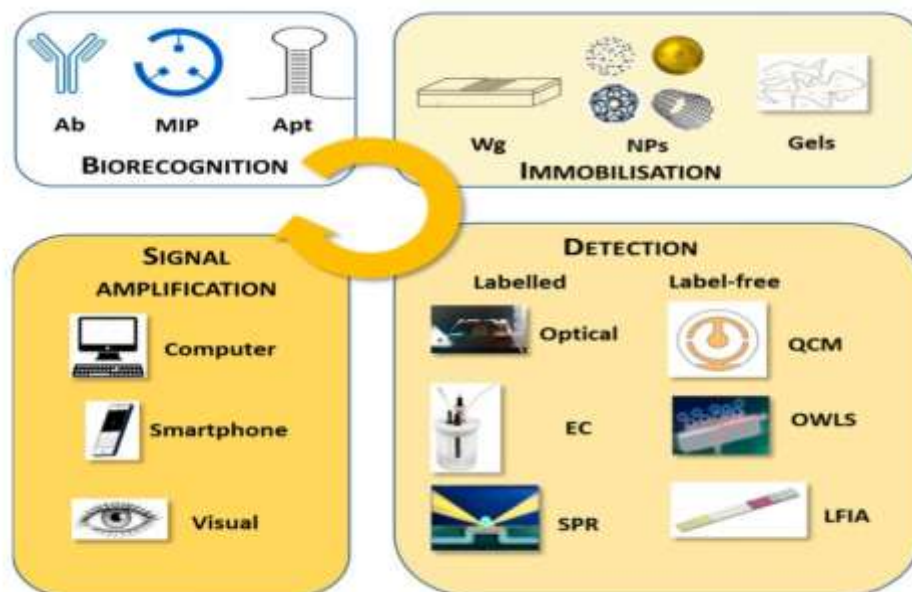 Ab MIP Apt
BIORECOGNITION
Wg NPs Gels
IMMOBILISATION
SIGNAL
AMPLIFICATION
Computer
Smartphone
Visual
DETECTION
Labelled Label-free
Optical QCM
EC OWLS
SPR LFIA